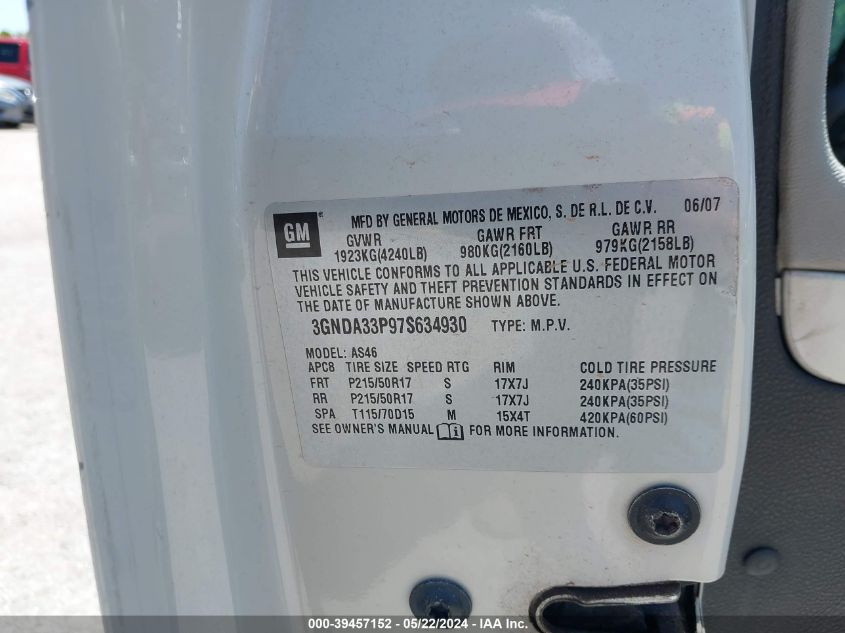 GM ® MFD BY GENERAL MOTORS DE MEXICO, S. DE R.L. DE C.V. 06/07
GVWR GAWR FRT GAWR RR
1923KG(4240LB) 980KG(2160LB) 979KG(2158LB)
THIS VEHICLE CONFORMS TO ALL APPLICABLE U.S. FEDERAL MOTOR
VEHICLE SAFETY AND THEFT PREVENTION STANDARDS IN EFFECT ON
THE DATE OF MANUFACTURE SHOWN ABOVE.
3GNDA33P97S634930 TYPE: M.P.V.
MODEL: AS46
APC8 TIRE SIZE SPEED RTG RIM COLD TIRE PRESSURE
FRT P215/50R17 S 17X7J 240KPA(35PSI)
RR P215/50R17 S 17X7J 240KPA(35PSI)
SPA T115/70D15 M 15X4T 420KPA(60PSI)
SEE OWNER'S MANUAL i FOR MORE INFORMATION.
000-39457152 - 05/22/2024 - IAAI.com